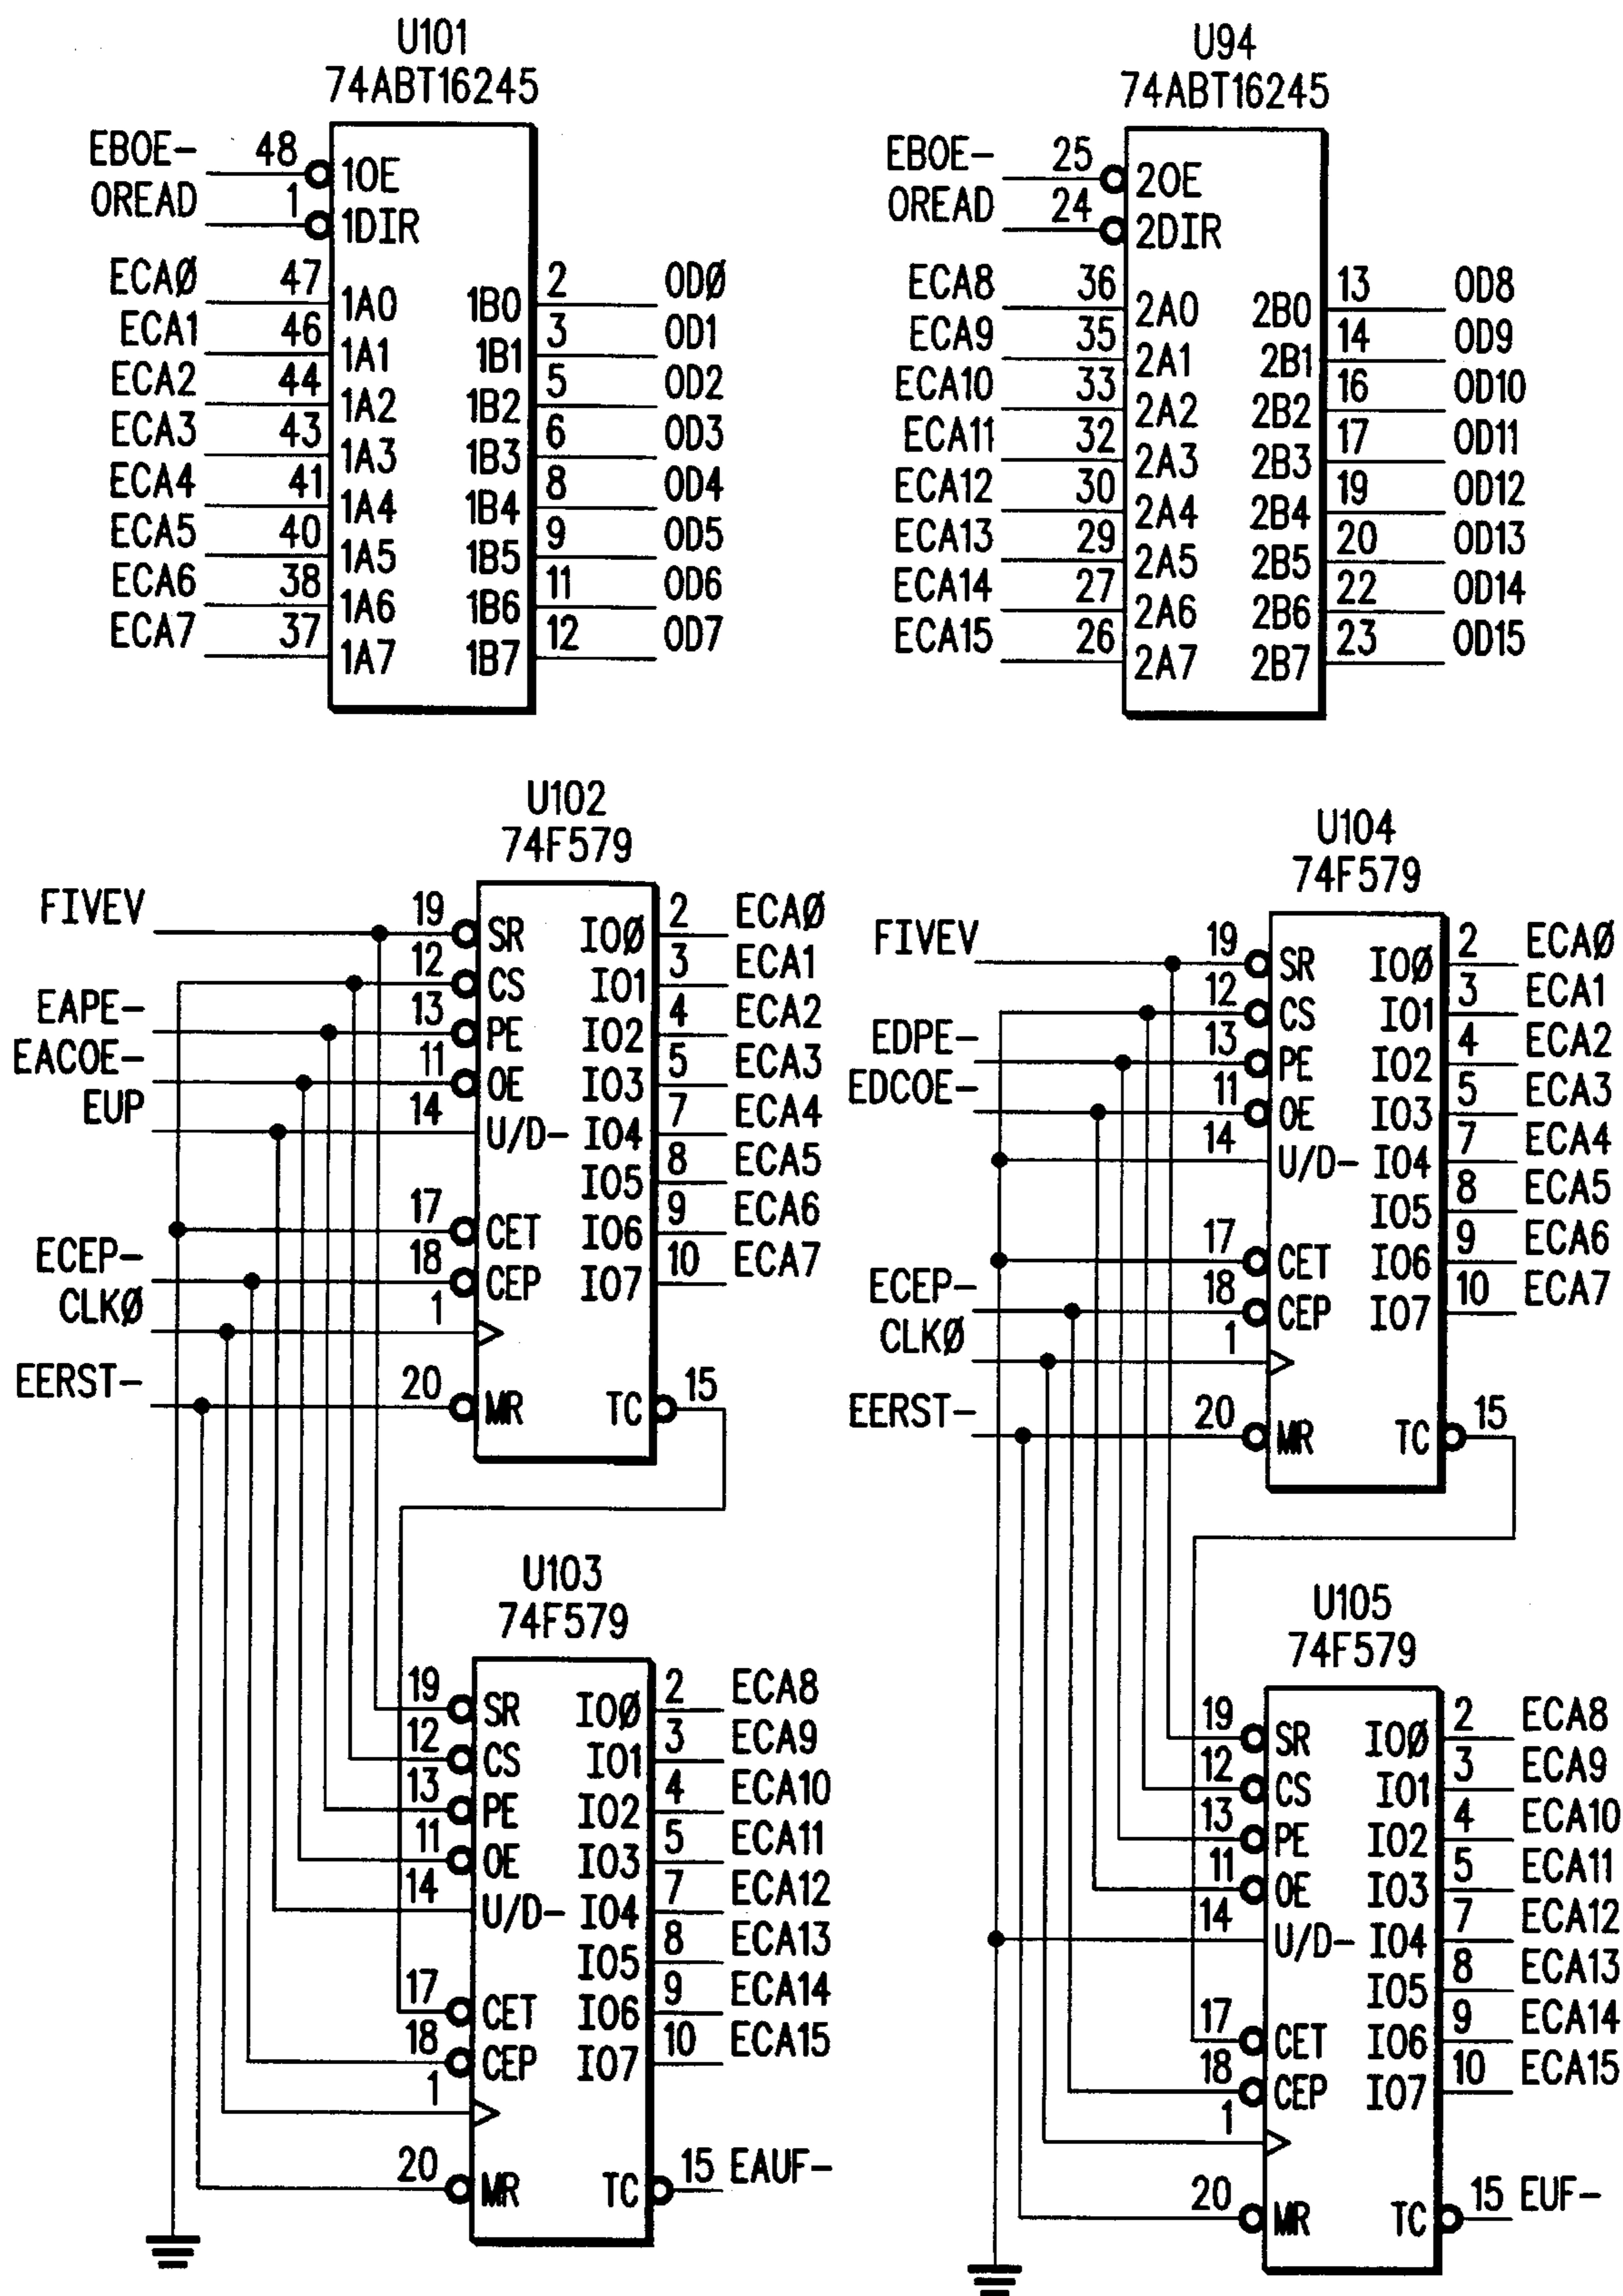 U101
74ABT16245
EBOE- 48 1OE
OREAD 1 1DIR
ECAØ 47 1A0 1B0 2 ODØ
ECA1 46 1A1 1B1 3 OD1
ECA2 44 1A2 1B2 5 OD2
ECA3 43 1A3 1B3 6 OD3
ECA4 41 1A4 1B4 8 OD4
ECA5 40 1A5 1B5 9 OD5
ECA6 38 1A6 1B6 11 OD6
ECA7 37 1A7 1B7 12 OD7
U94
74ABT16245
EBOE- 25 2OE
OREAD 24 2DIR
ECA8 36 2A0 2B0 13 OD8
ECA9 35 2A1 2B1 14 OD9
ECA10 33 2A2 2B2 16 OD10
ECA11 32 2A3 2B3 17 OD11
ECA12 30 2A4 2B4 19 OD12
ECA13 29 2A5 2B5 20 OD13
ECA14 27 2A6 2B6 22 OD14
ECA15 26 2A7 2B7 23 OD15
U102
74F579
FIVEV 19 SR IOØ 2 ECAØ
12 CS IO1 3 ECA1
EAPE- 13 PE IO2 4 ECA2
EACOE- 11 OE IO3 5 ECA3
EUP 14 U/D- IO4 7 ECA4
IO5 8 ECA5
17 CET IO6 9 ECA6
ECEP- 18 CEP IO7 10 ECA7
CLKØ 1
EERST- 20 MR TC 15
U104
74F579
FIVEV 19 SR IOØ 2 ECAØ
12 CS IO1 3 ECA1
EDPE- 13 PE IO2 4 ECA2
EDCOE- 11 OE IO3 5 ECA3
14 U/D- IO4 7 ECA4
IO5 8 ECA5
17 CET IO6 9 ECA6
ECEP- 18 CEP IO7 10 ECA7
CLKØ 1
EERST- 20 MR TC 15
U103
74F579
19 SR IOØ 2 ECA8
12 CS IO1 3 ECA9
13 PE IO2 4 ECA10
11 OE IO3 5 ECA11
14 U/D- IO4 7 ECA12
IO5 8 ECA13
17 CET IO6 9 ECA14
18 CEP IO7 10 ECA15
1
20 MR TC 15 EAUF-
U105
74F579
19 SR IOØ 2 ECA8
12 CS IO1 3 ECA9
13 PE IO2 4 ECA10
11 OE IO3 5 ECA11
14 U/D- IO4 7 ECA12
IO5 8 ECA13
17 CET IO6 9 ECA14
18 CEP IO7 10 ECA15
1
20 MR TC 15 EUF-